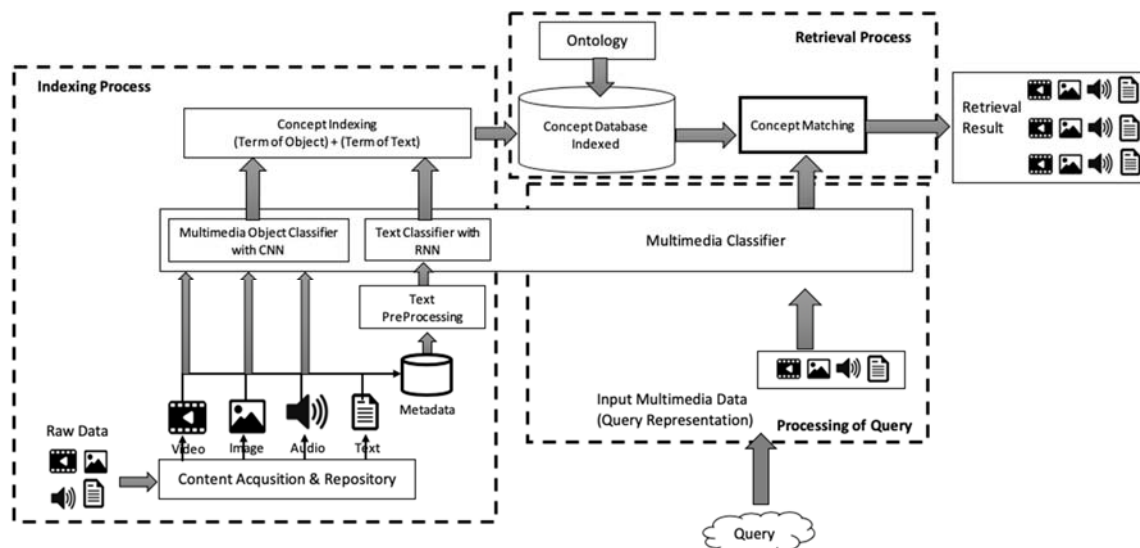 Indexing Process
Concept Indexing
(Term of Object) + (Term of Text)
Multimedia Object Classifier
with CNN
Text Classifier with
RNN
Text
PreProcessing
Metadata
Raw Data
Video
Image
Audio
Text
Content Acqusition & Repository
Retrieval Process
Ontology
Concept Database
Indexed
Concept Matching
Retrieval
Result
Multimedia Classifier
Input Multimedia Data
(Query Representation)
Processing of Query
Query